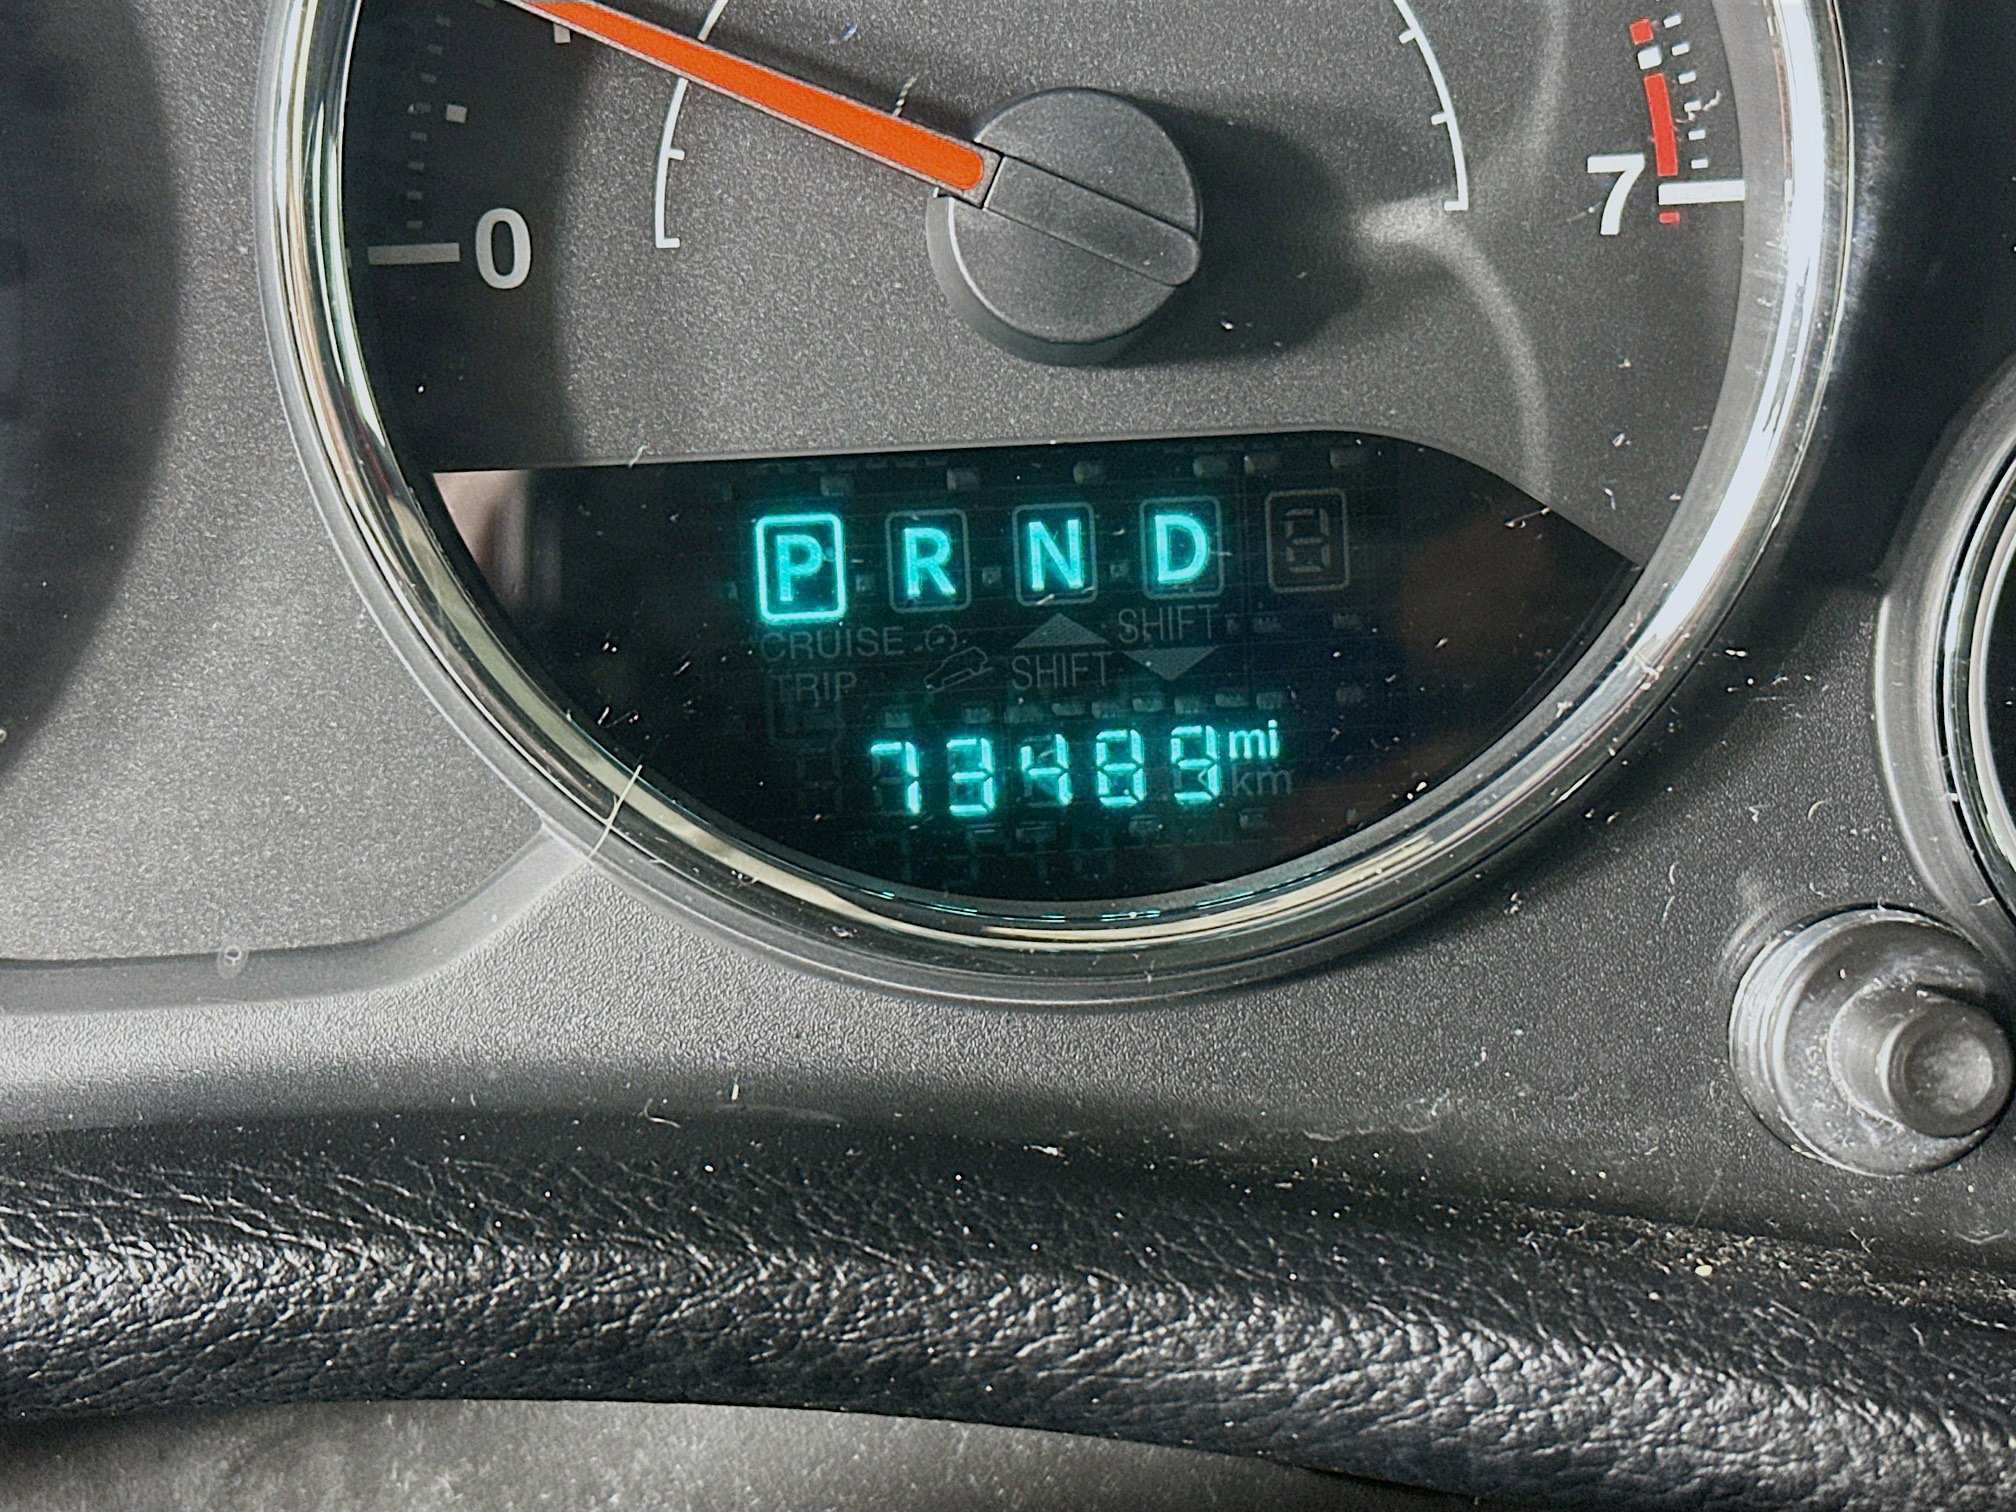 0
7
P R N D
CRUISE SHIFT
TRIP SHIFT
73489 mi
km